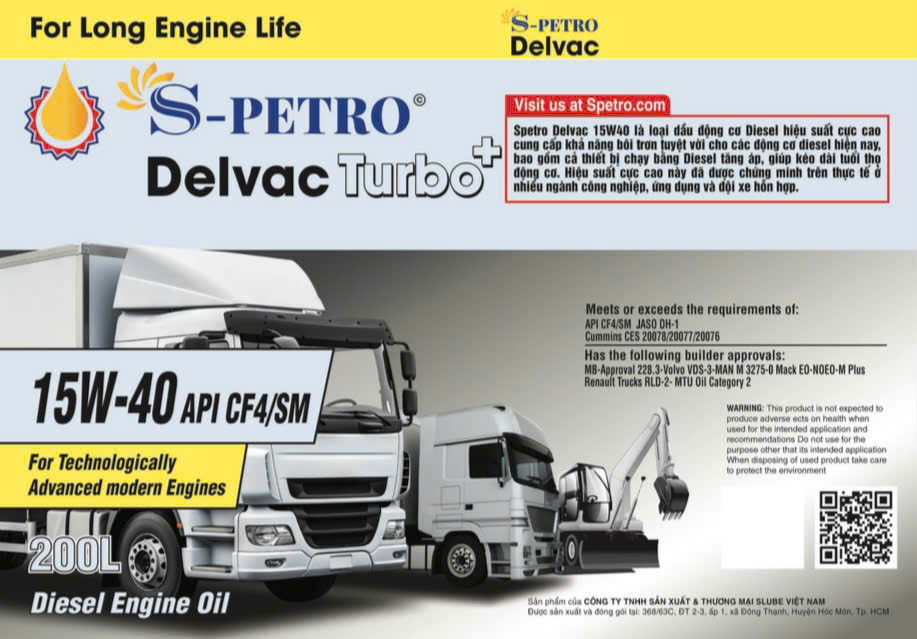 For Long Engine Life
S-PETRO
Delvac
S-PETRO©
Delvac Turbo+
Visit us at Spetro.com
Spetro Delvac 15W40 là loại dầu động cơ Diesel hiệu suất cực cao
cung cấp khả năng bôi trơn tuyệt vời cho các động cơ diesel hiện nay,
bao gồm cả thiết bị chạy bằng Diesel tăng áp, giúp kéo dài tuổi thọ
động cơ. Hiệu suất cực cao này đã được chứng minh trên thực tế ở
nhiều ngành công nghiệp, ứng dụng và đội xe hỗn hợp.
Meets or exceeds the requirements of:
API CF4/SM JASO DH-1
Cummins CES 20078/20077/20076
Has the following builder approvals:
MB-Approval 228.3-Volvo VDS-3-MAN M 3275-0 Mack EO-NOEO-M Plus
Renault Trucks RLD-2- MTU Oil Category 2
15W-40 API CF4/SM
For Technologically
Advanced modern Engines
WARNING: This product is not expected to
produce adverse ects on health when
used for the intended application and
recommendations Do not use for the
purpose other that its intended application
When disposing of used product take care
to protect the environment
200L
Diesel Engine Oil
Sản phẩm của CÔNG TY TNHH SẢN XUẤT & THƯƠNG MẠI SLUBE VIỆT NAM
Được sản xuất và đóng gói tại: 368/63C, ĐT 2-3, ấp 1, xã Đông Thạnh, Huyện Hóc Môn, Tp. HCM